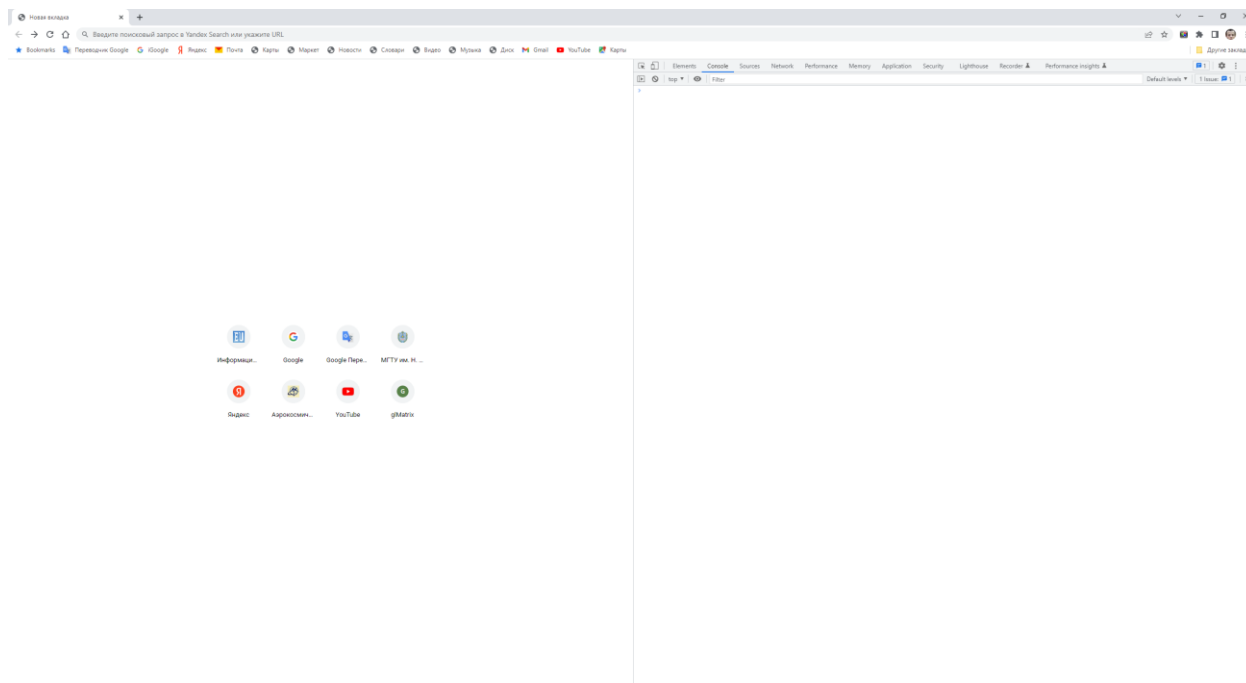 Новая вкладка
Введите поисковый запрос в Yandex Search или укажите URL
Bookmarks Переводчик Google iGoogle Яндекс Почта Карты Маркет Новости Словари Видео Музыка Диск Gmail YouTube Карты Другие заклад
Elements Console Sources Network Performance Memory Application Security Lighthouse Recorder Performance insights 1
top Filter Default levels 1 Issue: 1
Информаци... Google Google Пере... МГТУ им. Н. ...
Яндекс Аэрокосмич... YouTube glMatrix